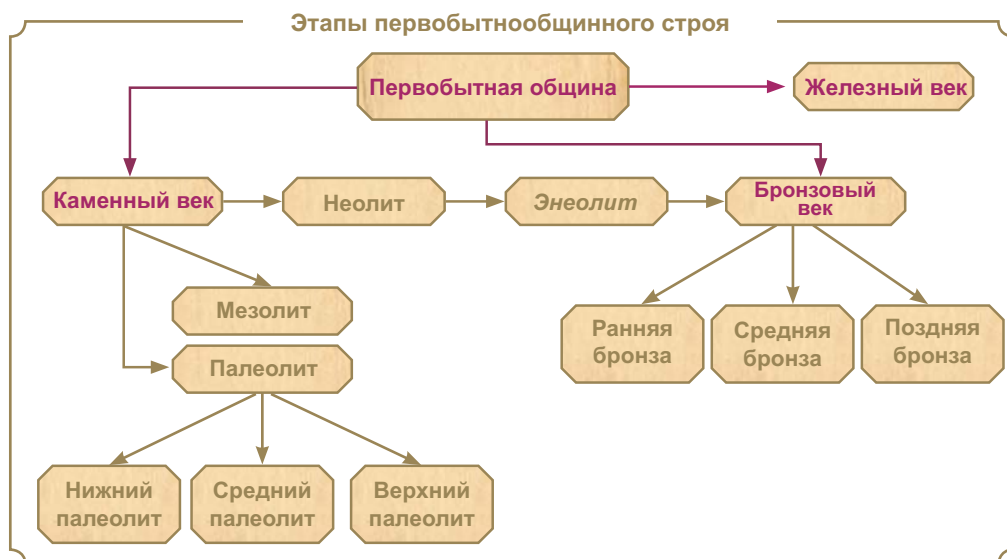 Этапы первобытнообщинного строя
Первобытная община
Железный век
Каменный век
Неолит
Энеолит
Бронзовый
век
Мезолит
Палеолит
Ранняя
бронза
Средняя
бронза
Поздняя
бронза
Нижний
палеолит
Средний
палеолит
Верхний
палеолит